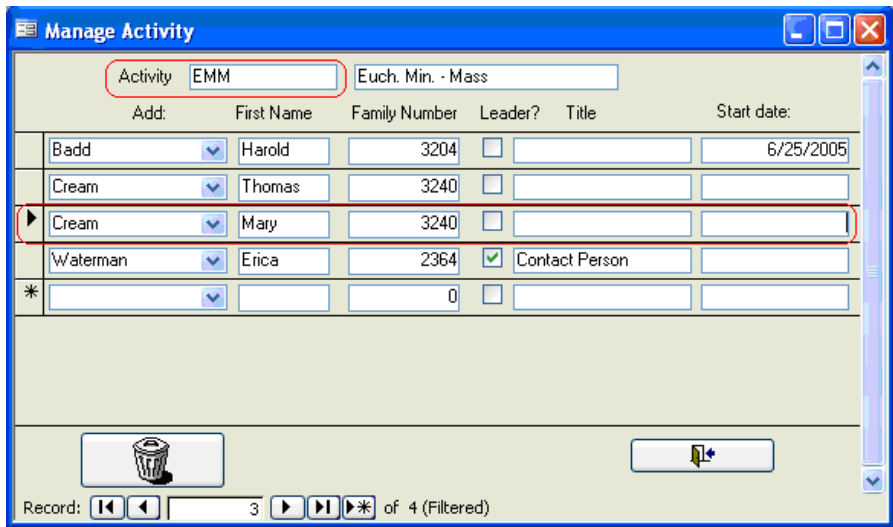 Manage Activity
Activity EMM Euch. Min. - Mass
Add: First Name Family Number Leader? Title Start date:
Badd Harold 3204 6/25/2005
Cream Thomas 3240
Cream Mary 3240
Waterman Erica 2364 Contact Person
0
Record: 3 of 4 (Filtered)